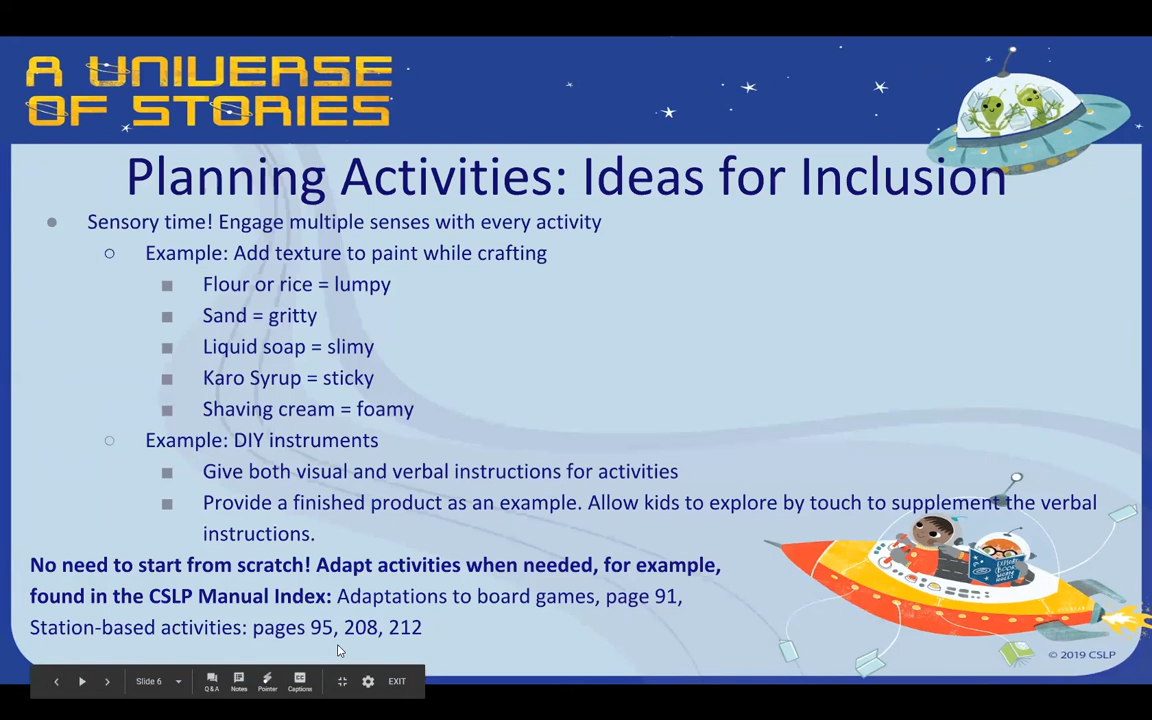 A UNIVERSE
OF STORIES
Planning Activities: Ideas for Inclusion
● Sensory time! Engage multiple senses with every activity
○ Example: Add texture to paint while crafting
■ Flour or rice = lumpy
■ Sand = gritty
■ Liquid soap = slimy
■ Karo Syrup = sticky
■ Shaving cream = foamy
○ Example: DIY instruments
■ Give both visual and verbal instructions for activities
■ Provide a finished product as an example. Allow kids to explore by touch to supplement the verbal
instructions.
No need to start from scratch! Adapt activities when needed, for example,
found in the CSLP Manual Index: Adaptations to board games, page 91,
Station-based activities: pages 95, 208, 212
© 2019 CSLP
Slide 6
Q & A
Notes
Pointer
Captions
EXIT